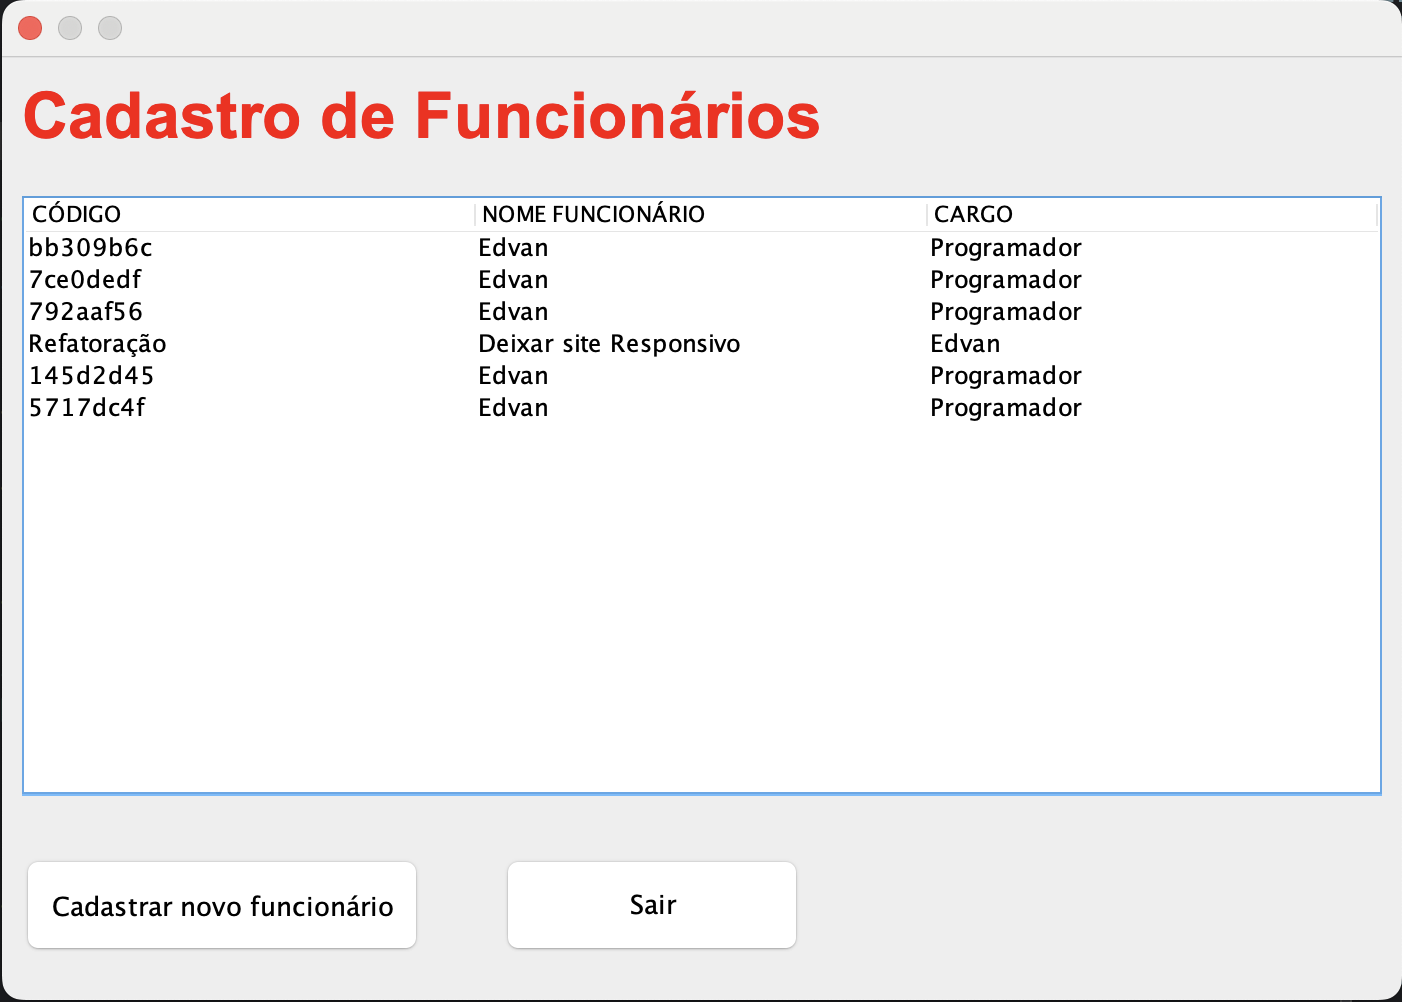 Cadastro de Funcionários
CÓDIGO NOME FUNCIONÁRIO CARGO
bb309b6c Edvan Programador
7ce0dedf Edvan Programador
792aaf56 Edvan Programador
Refatoração Deixar site Responsivo Edvan
145d2d45 Edvan Programador
5717dc4f Edvan Programador
Cadastrar novo funcionário Sair